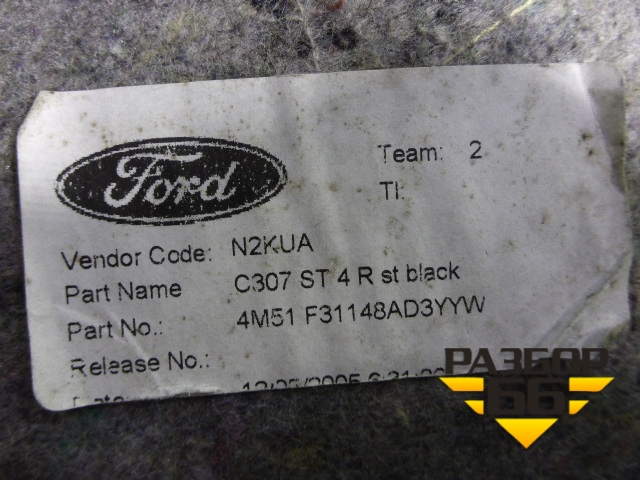 Ford
Team: 2
TI:
Vendor Code: N2KUA
Part Name C307 ST 4 R st black
Part No.: 4M51 F31148AD3YYW
Release No.:
РАЗБОР
66